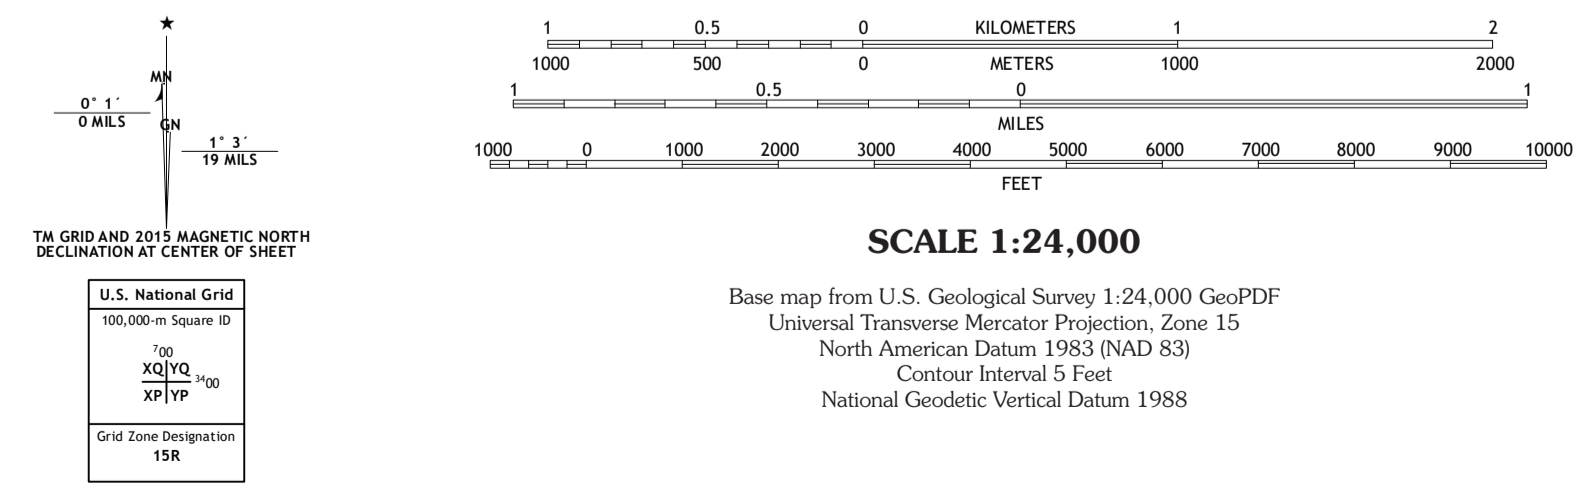 ★
MN
0° 1´
0 MILS
GN
1° 3´
19 MILS
TM GRID AND 2015 MAGNETIC NORTH
DECLINATION AT CENTER OF SHEET
U.S. National Grid
100,000-m Square ID
⁷00
XQ YQ
³⁴00
XP YP
Grid Zone Designation
15R
1 0.5 0 KILOMETERS 1 2
1000 500 0 METERS 1000 2000
1 0.5 0 1
MILES
1000 0 1000 2000 3000 4000 5000 6000 7000 8000 9000 10000
FEET
SCALE 1:24,000
Base map from U.S. Geological Survey 1:24,000 GeoPDF
Universal Transverse Mercator Projection, Zone 15
North American Datum 1983 (NAD 83)
Contour Interval 5 Feet
National Geodetic Vertical Datum 1988